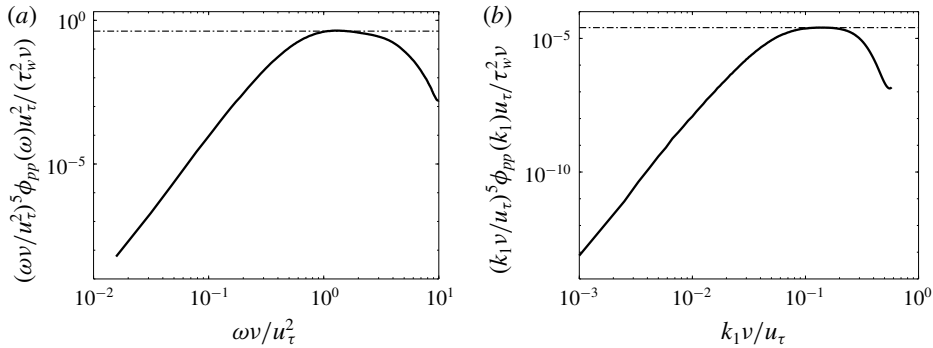 (a)
10^0
10^−5
(ων/u_τ^2)^5 ϕ_pp(ω)u_τ^2/(τ_w^2 ν)
10^−2 10^−1 10^0 10^1
ων/u_τ^2
(b)
10^−5
10^−10
(k_1ν/u_τ)^5 ϕ_pp(k_1)u_τ/τ_w^2 ν
10^−3 10^−2 10^−1 10^0
k_1ν/u_τ